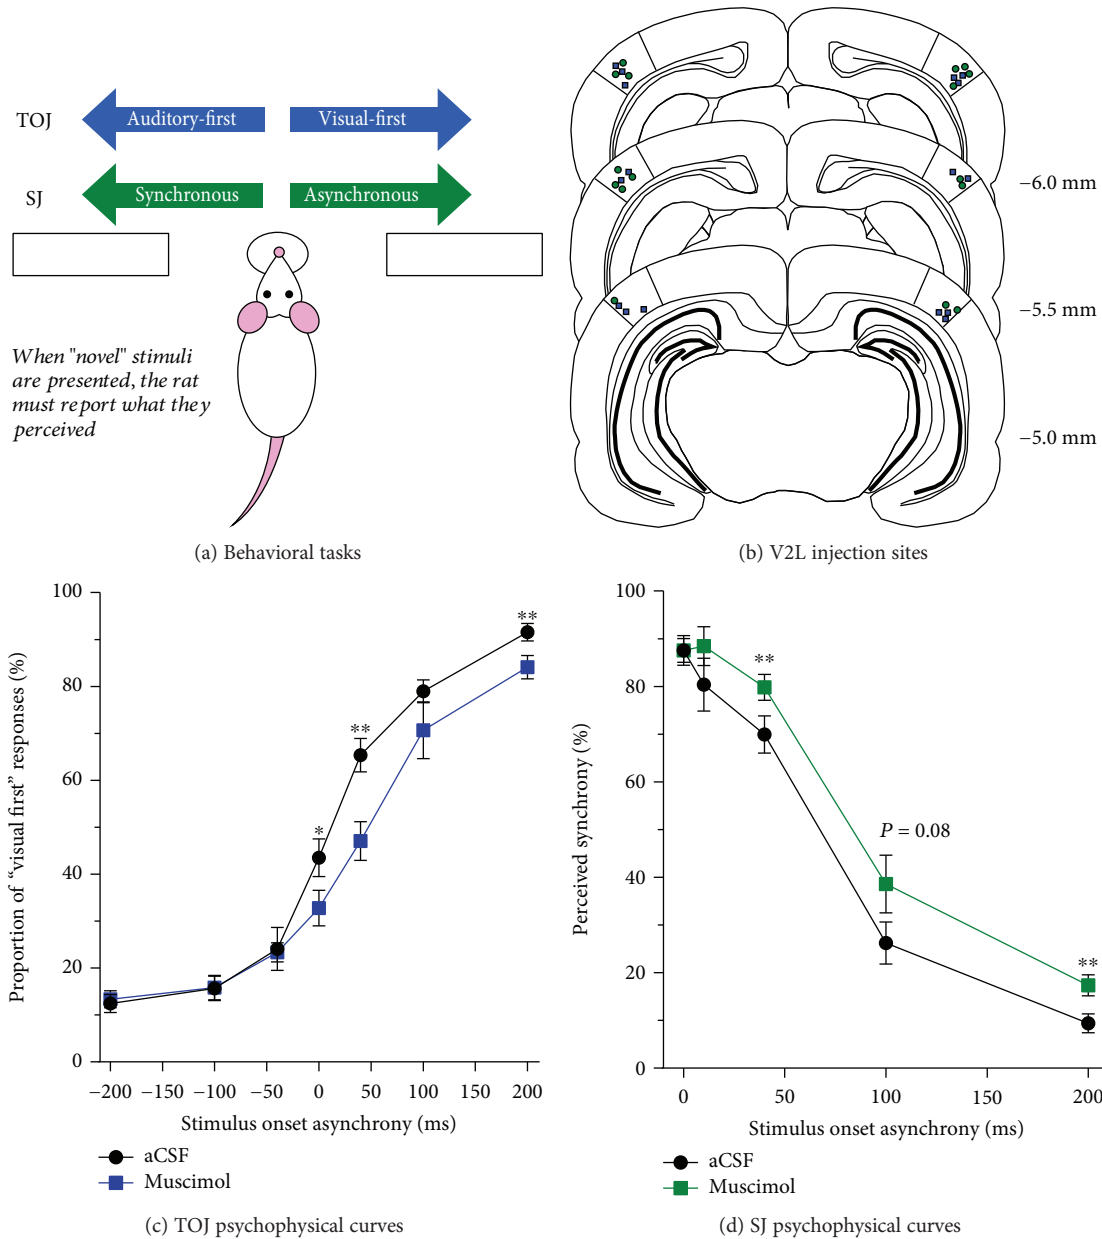 TOJ
Auditory-first
Visual-first
SJ
Synchronous
Asynchronous
When "novel" stimuli
are presented, the rat
must report what they
perceived
(a) Behavioral tasks
−6.0 mm
−5.5 mm
−5.0 mm
(b) V2L injection sites
Proportion of “visual first” responses (%)
100
80
60
40
20
0
**
**
*
−200 −150 −100 −50 0 50 100 150 200
Stimulus onset asynchrony (ms)
aCSF
Muscimol
(c) TOJ psychophysical curves
Perceived synchrony (%)
100
80
60
40
20
0
**
P = 0.08
**
0 50 100 150 200
Stimulus onset asynchrony (ms)
aCSF
Muscimol
(d) SJ psychophysical curves